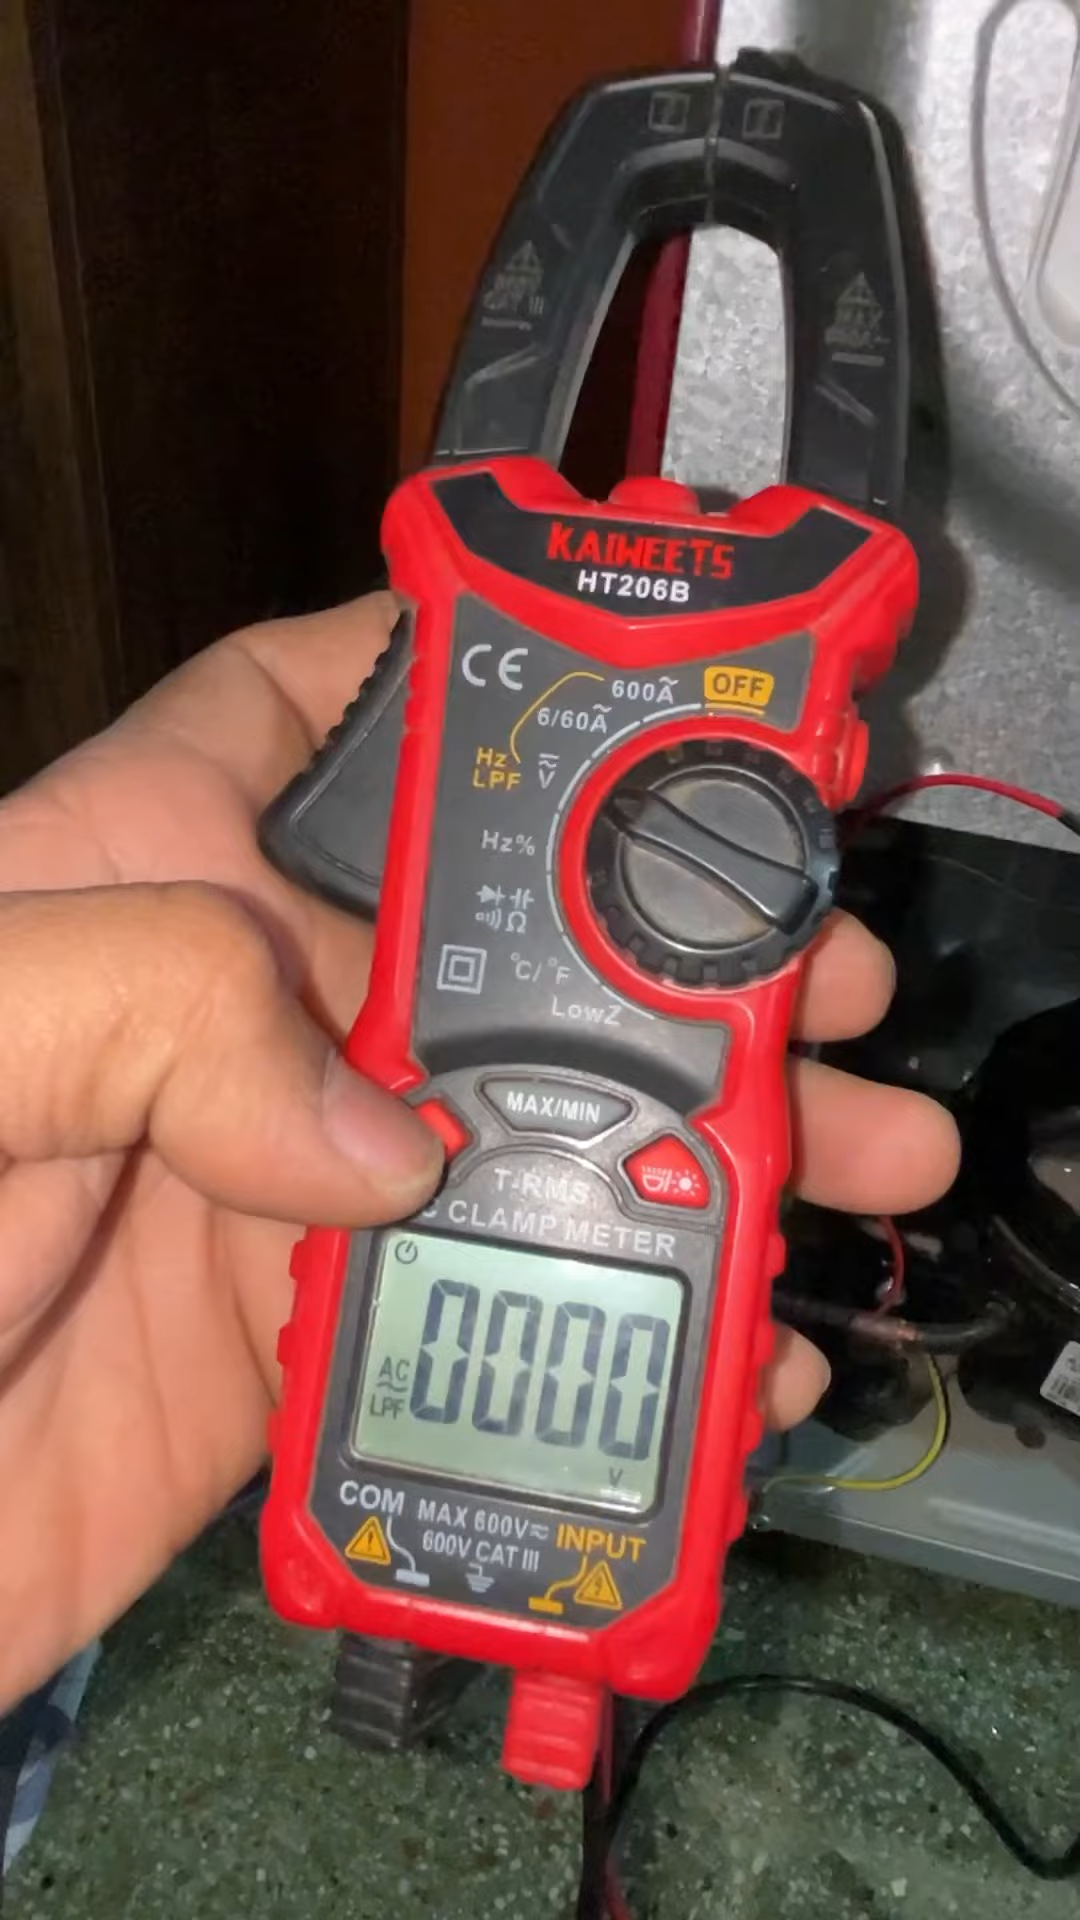 KAIWEETS
HT206B
CE
600A
OFF
6/60A
Hz
LPF
V
Hz%
Ω
°C/°F
LowZ
MAX/MIN
T-RMS
C CLAMP METER
0000
AC
LPF
V
COM
MAX 600V
INPUT
600V CAT III